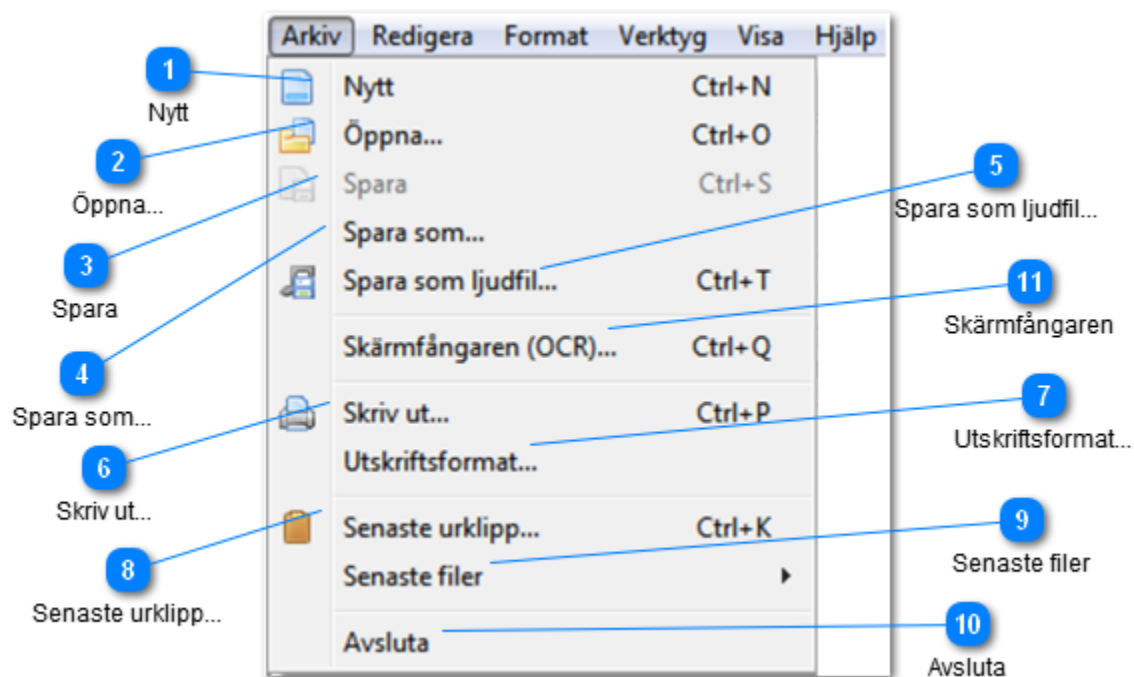 Arkiv Redigera Format Verktyg Visa Hjälp
1
Nytt
Nytt Ctrl+N
2
Öppna...
Öppna... Ctrl+O
3
Spara
Spara Ctrl+S
4
Spara som...
Spara som...
5
Spara som ljudfil...
Spara som ljudfil... Ctrl+T
11
Skärmfångaren
Skärmfångaren (OCR)... Ctrl+Q
6
Skriv ut...
Skriv ut... Ctrl+P
7
Utskriftsformat...
Utskriftsformat...
8
Senaste urklipp...
Senaste urklipp... Ctrl+K
9
Senaste filer
Senaste filer
10
Avsluta
Avsluta